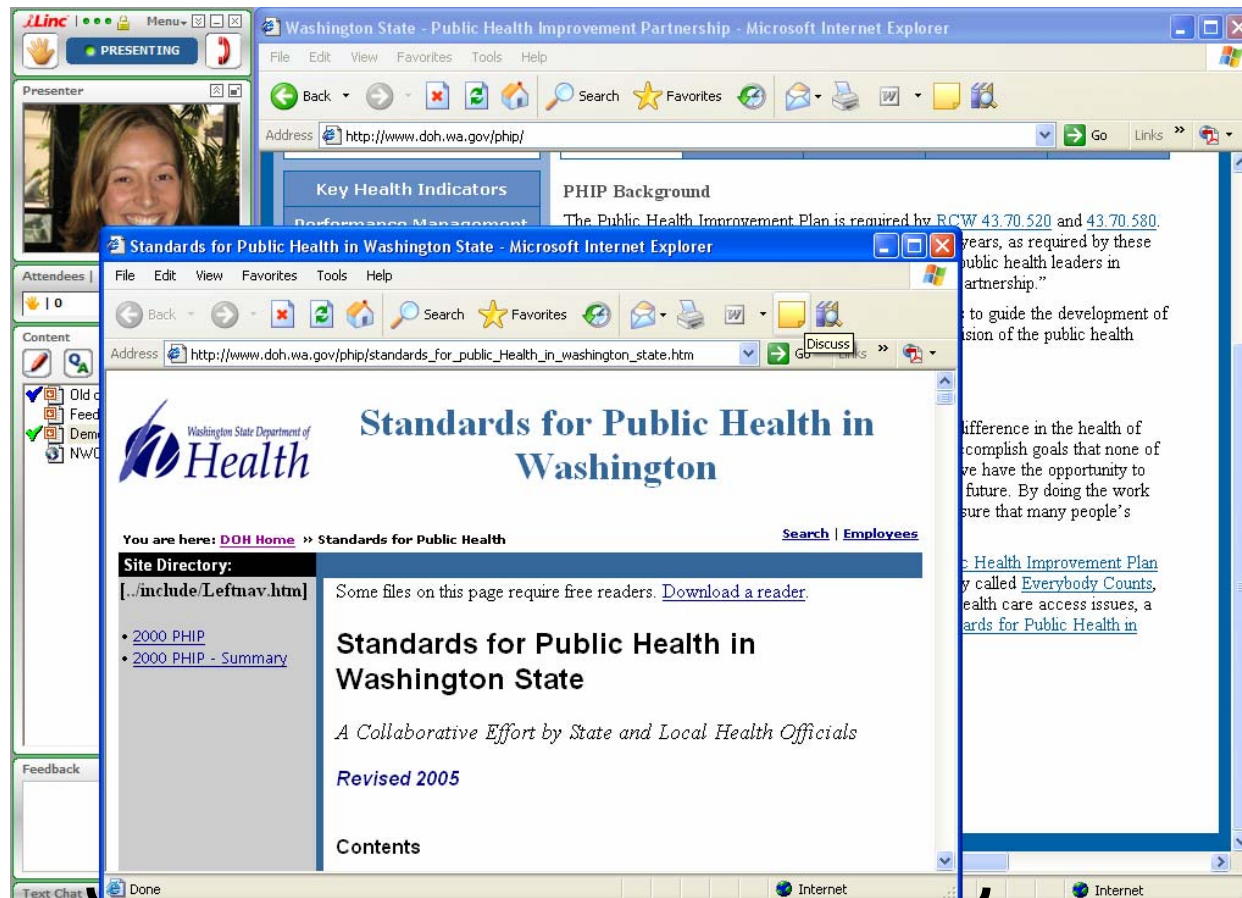 iLinc
Menu
PRESENTING
Presenter
Attendees |
| 0
Content
Old
Feed
Dem
NWC
Feedback
Text Chat
Washington State - Public Health Improvement Partnership - Microsoft Internet Explorer
File Edit View Favorites Tools Help
Back Search Favorites
Address http://www.doh.wa.gov/phip/ Go Links »
Key Health Indicators
Performance Management
PHIP Background
The Public Health Improvement Plan is required by RCW 43.70.520 and 43.70.580.
years, as required by these
public health leaders in
artnership.”
s to guide the development of
ision of the public health
difference in the health of
complish goals that none of
ve have the opportunity to
future. By doing the work
sure that many people’s
c Health Improvement Plan
y called Everybody Counts,
ealth care access issues, a
ards for Public Health in
Internet
Standards for Public Health in Washington State - Microsoft Internet Explorer
File Edit View Favorites Tools Help
Back Search Favorites
Address http://www.doh.wa.gov/phip/standards_for_public_Health_in_washington_state.htm Go Links »
Discuss
Washington State Department of
Health
Standards for Public Health in
Washington
You are here: DOH Home » Standards for Public Health
Search | Employees
Site Directory:
[../include/Leftnav.htm]
• 2000 PHIP
• 2000 PHIP - Summary
Some files on this page require free readers. Download a reader.
Standards for Public Health in
Washington State
A Collaborative Effort by State and Local Health Officials
Revised 2005
Contents
Done
Internet